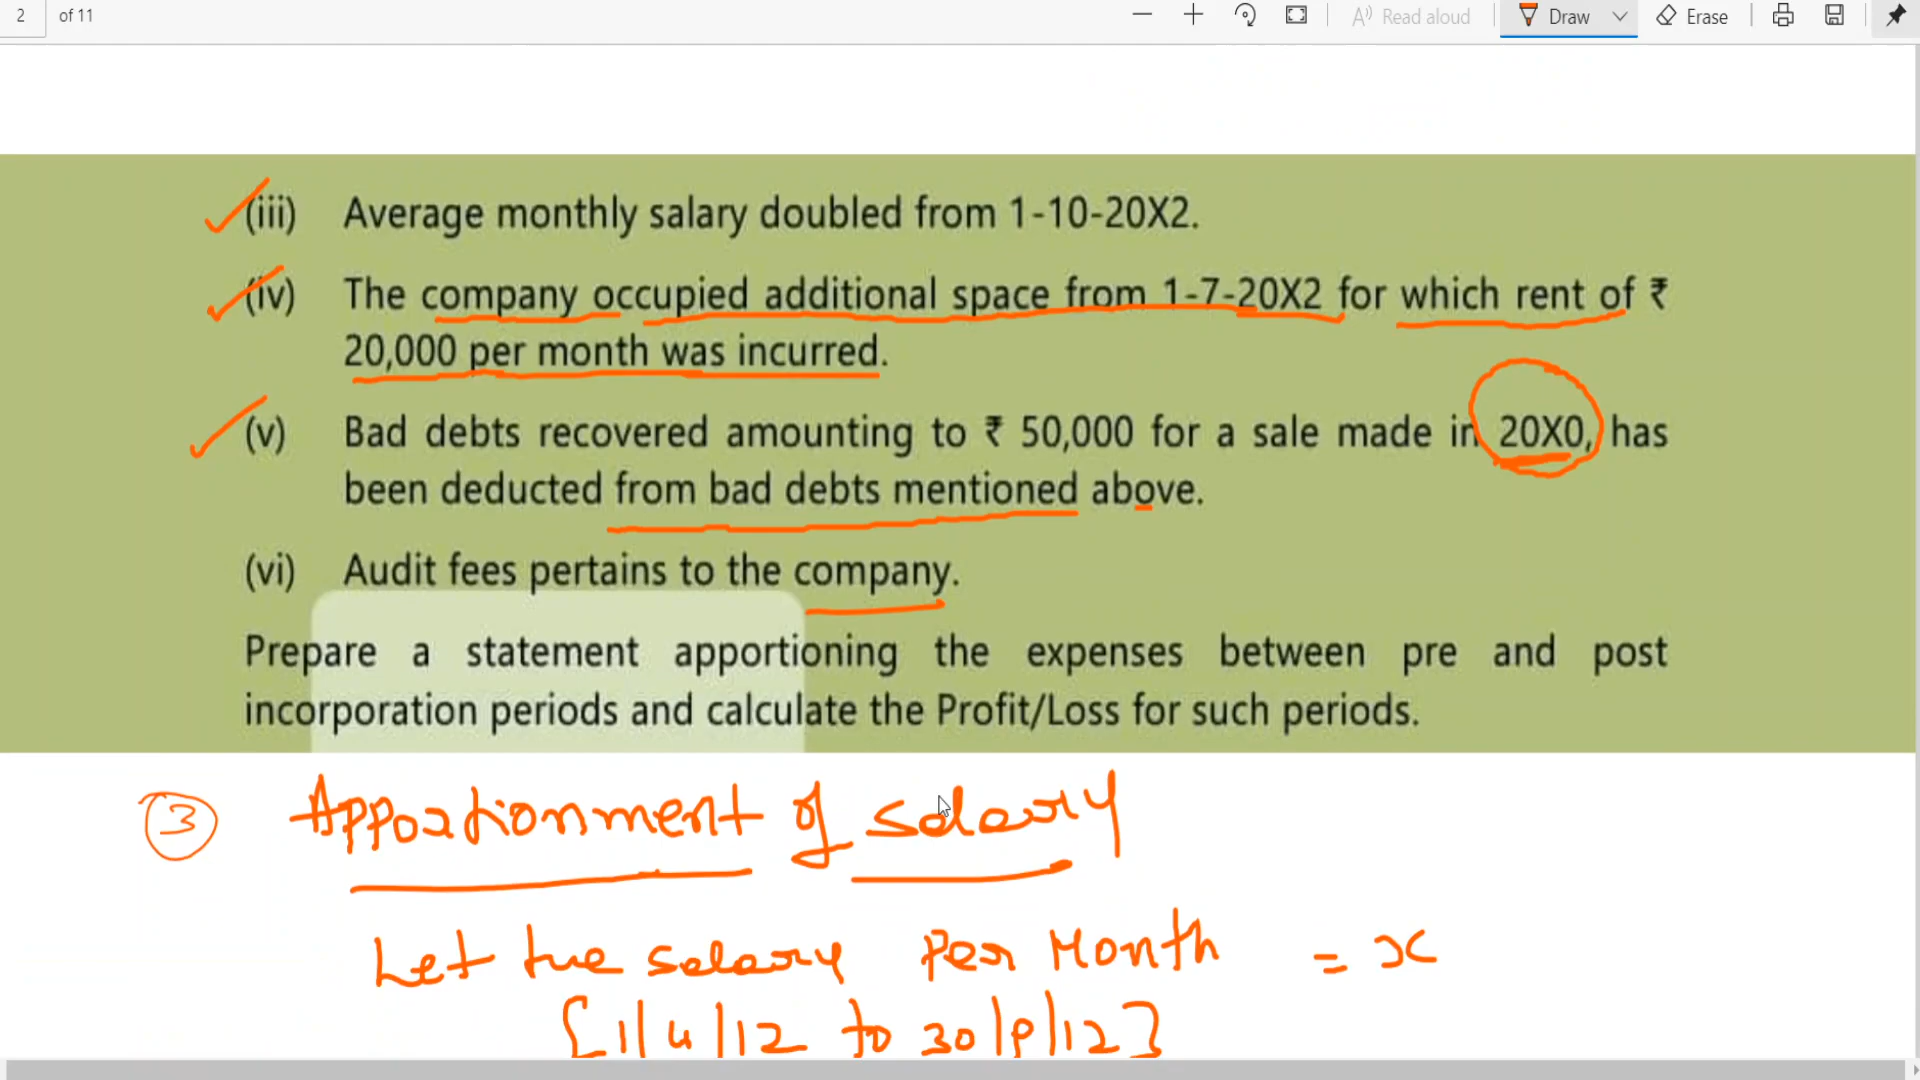 2 of 11 Read aloud Draw Erase
(iii) Average monthly salary doubled from 1-10-20X2.
(iv) The company occupied additional space from 1-7-20X2 for which rent of ₹
20,000 per month was incurred.
(v) Bad debts recovered amounting to ₹ 50,000 for a sale made in 20X0, has
been deducted from bad debts mentioned above.
(vi) Audit fees pertains to the company.
Prepare a statement apportioning the expenses between pre and post
incorporation periods and calculate the Profit/Loss for such periods.
3 Apportionment of salary
Let the salary Per Month = x
[1/4/12 to 30/9/12]